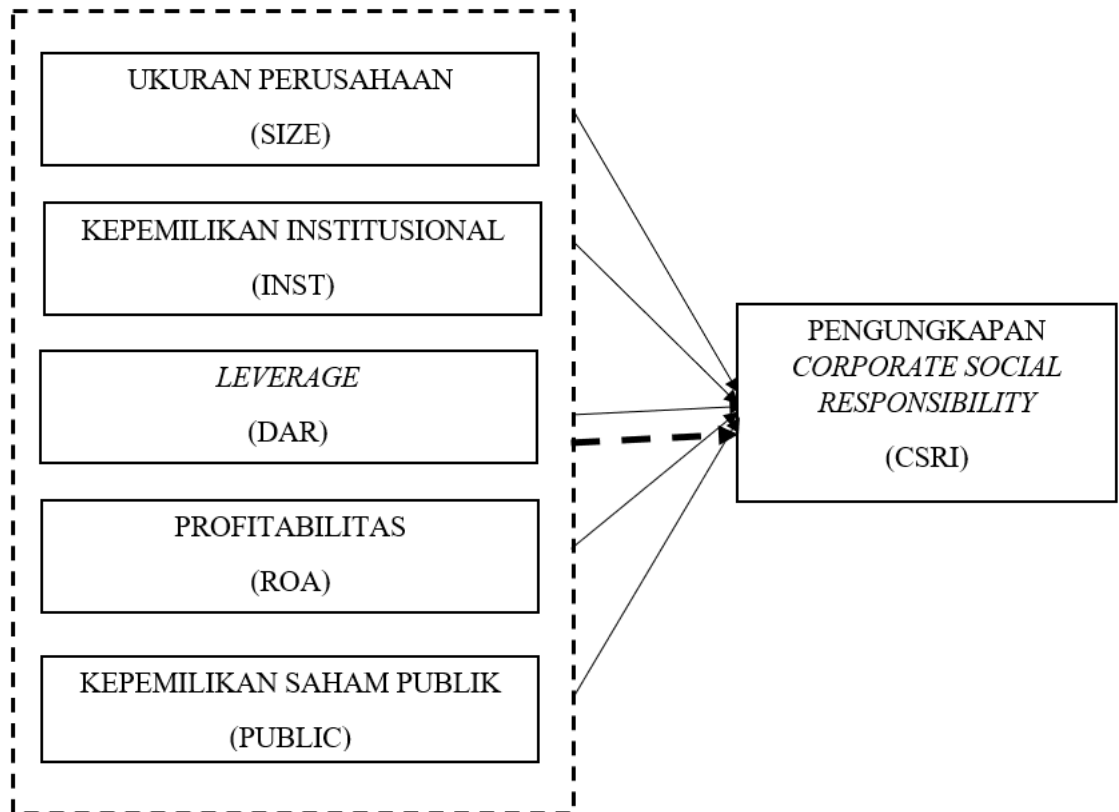 UKURAN PERUSAHAAN
(SIZE)
KEPEMILIKAN INSTITUSIONAL
(INST)
LEVERAGE
(DAR)
PROFITABILITAS
(ROA)
KEPEMILIKAN SAHAM PUBLIK
(PUBLIC)
PENGUNGKAPAN
CORPORATE SOCIAL
RESPONSIBILITY
(CSRI)